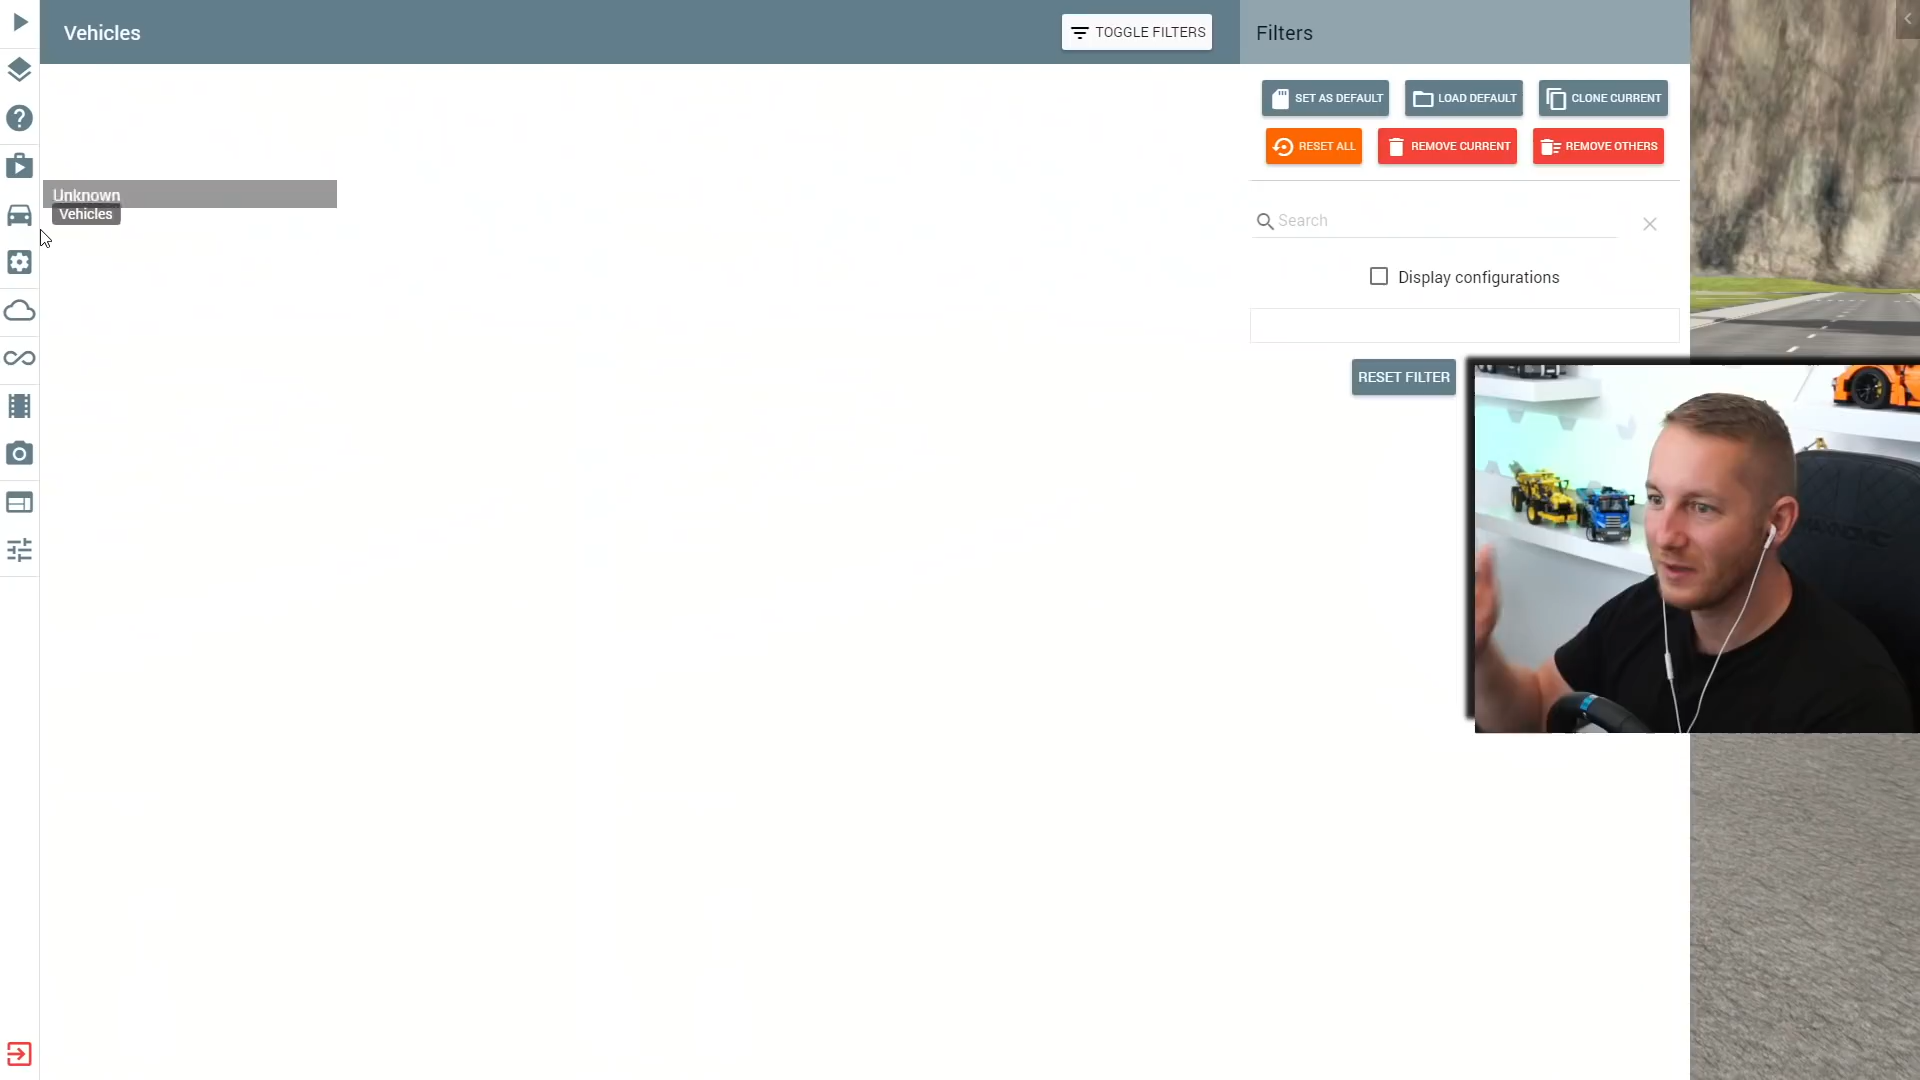 Vehicles
TOGGLE FILTERS
Filters
SET AS DEFAULT
LOAD DEFAULT
CLONE CURRENT
RESET ALL
REMOVE CURRENT
REMOVE OTHERS
Unknown
Vehicles
Search
Display configurations
RESET FILTER